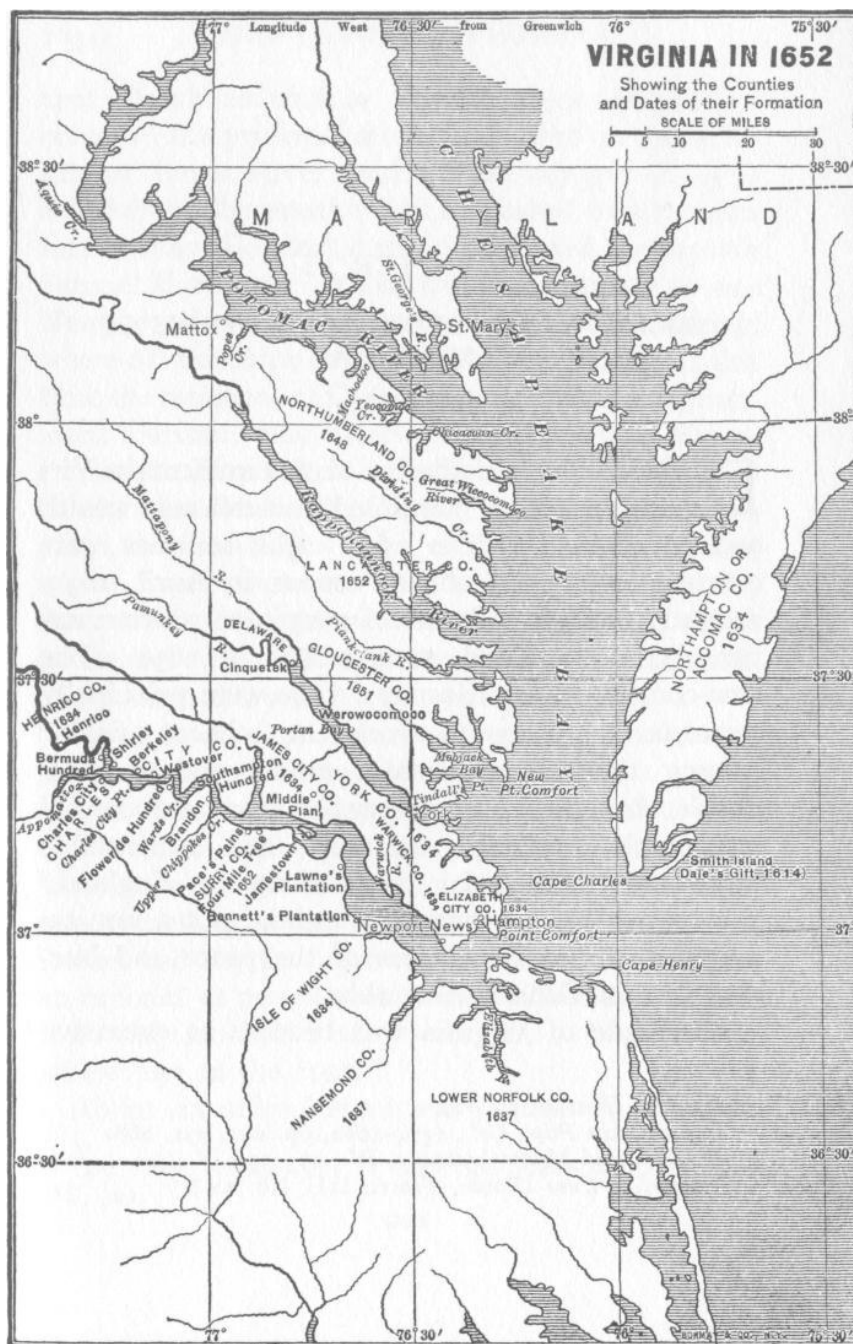 77° Longitude West 76°30' from Greenwich 76° 75°30'
VIRGINIA IN 1652
Showing the Counties
and Dates of their Formation
SCALE OF MILES
0 10 20 30
38°30'
38°30'
Aquia Cr.
MARYLAND
CHESAPEAKE BAY
POTOMAC RIVER
St. George's
St. Mary's
Mattox
Popes
Cr.
Machodoc
Yeocomico
Cr.
38°
38°
NORTHUMBERLAND CO.
1648
Chicacoan Cr.
Great Wicocomoco
River
Cr.
Rappahannock River
LANCASTER CO.
1652
Mattapony R.
Pamunkey
R.
Piankatank R.
NORTHAMPTON OR
ACCOMAC CO.
1634
DELAWARE
Cinqueteck
GLOUCESTER CO.
1651
37°30'
37°30'
HENRICO CO.
1634
Henrico
Werowocomoco
Portan Bay
Bermuda
Hundred
Shirley
Berkeley
Westover
CHARLES CITY CO.
Southampton
Hundred
JAMES CITY CO.
1634
YORK CO. 1634
Middle
Plan.
Mobjack
Bay
New
Pt. Comfort
Tindall's
Pt.
York
Appomattox
Charles City
Charles City Pt.
Flowerde Hundred
Wards Cr.
Brandon
Upper Chippokes Cr.
Pace's Pains
SURRY CO.
1652
Four Mile Tree
Jamestown
Lawne's
Plantation
Bennett's Plantation
Warwick
R.
WARWICK CO. 1634
ELIZABETH
CITY CO. 1634
Newport News
Hampton
Point Comfort
Cape Charles
Smith Island
(Dale's Gift, 1614)
37°
37°
Cape Henry
ISLE OF WIGHT CO.
1634
NANSEMOND CO.
1637
Elizabeth
LOWER NORFOLK CO.
1637
36°30'
36°30'
77° 76°30' 76° 75°30'